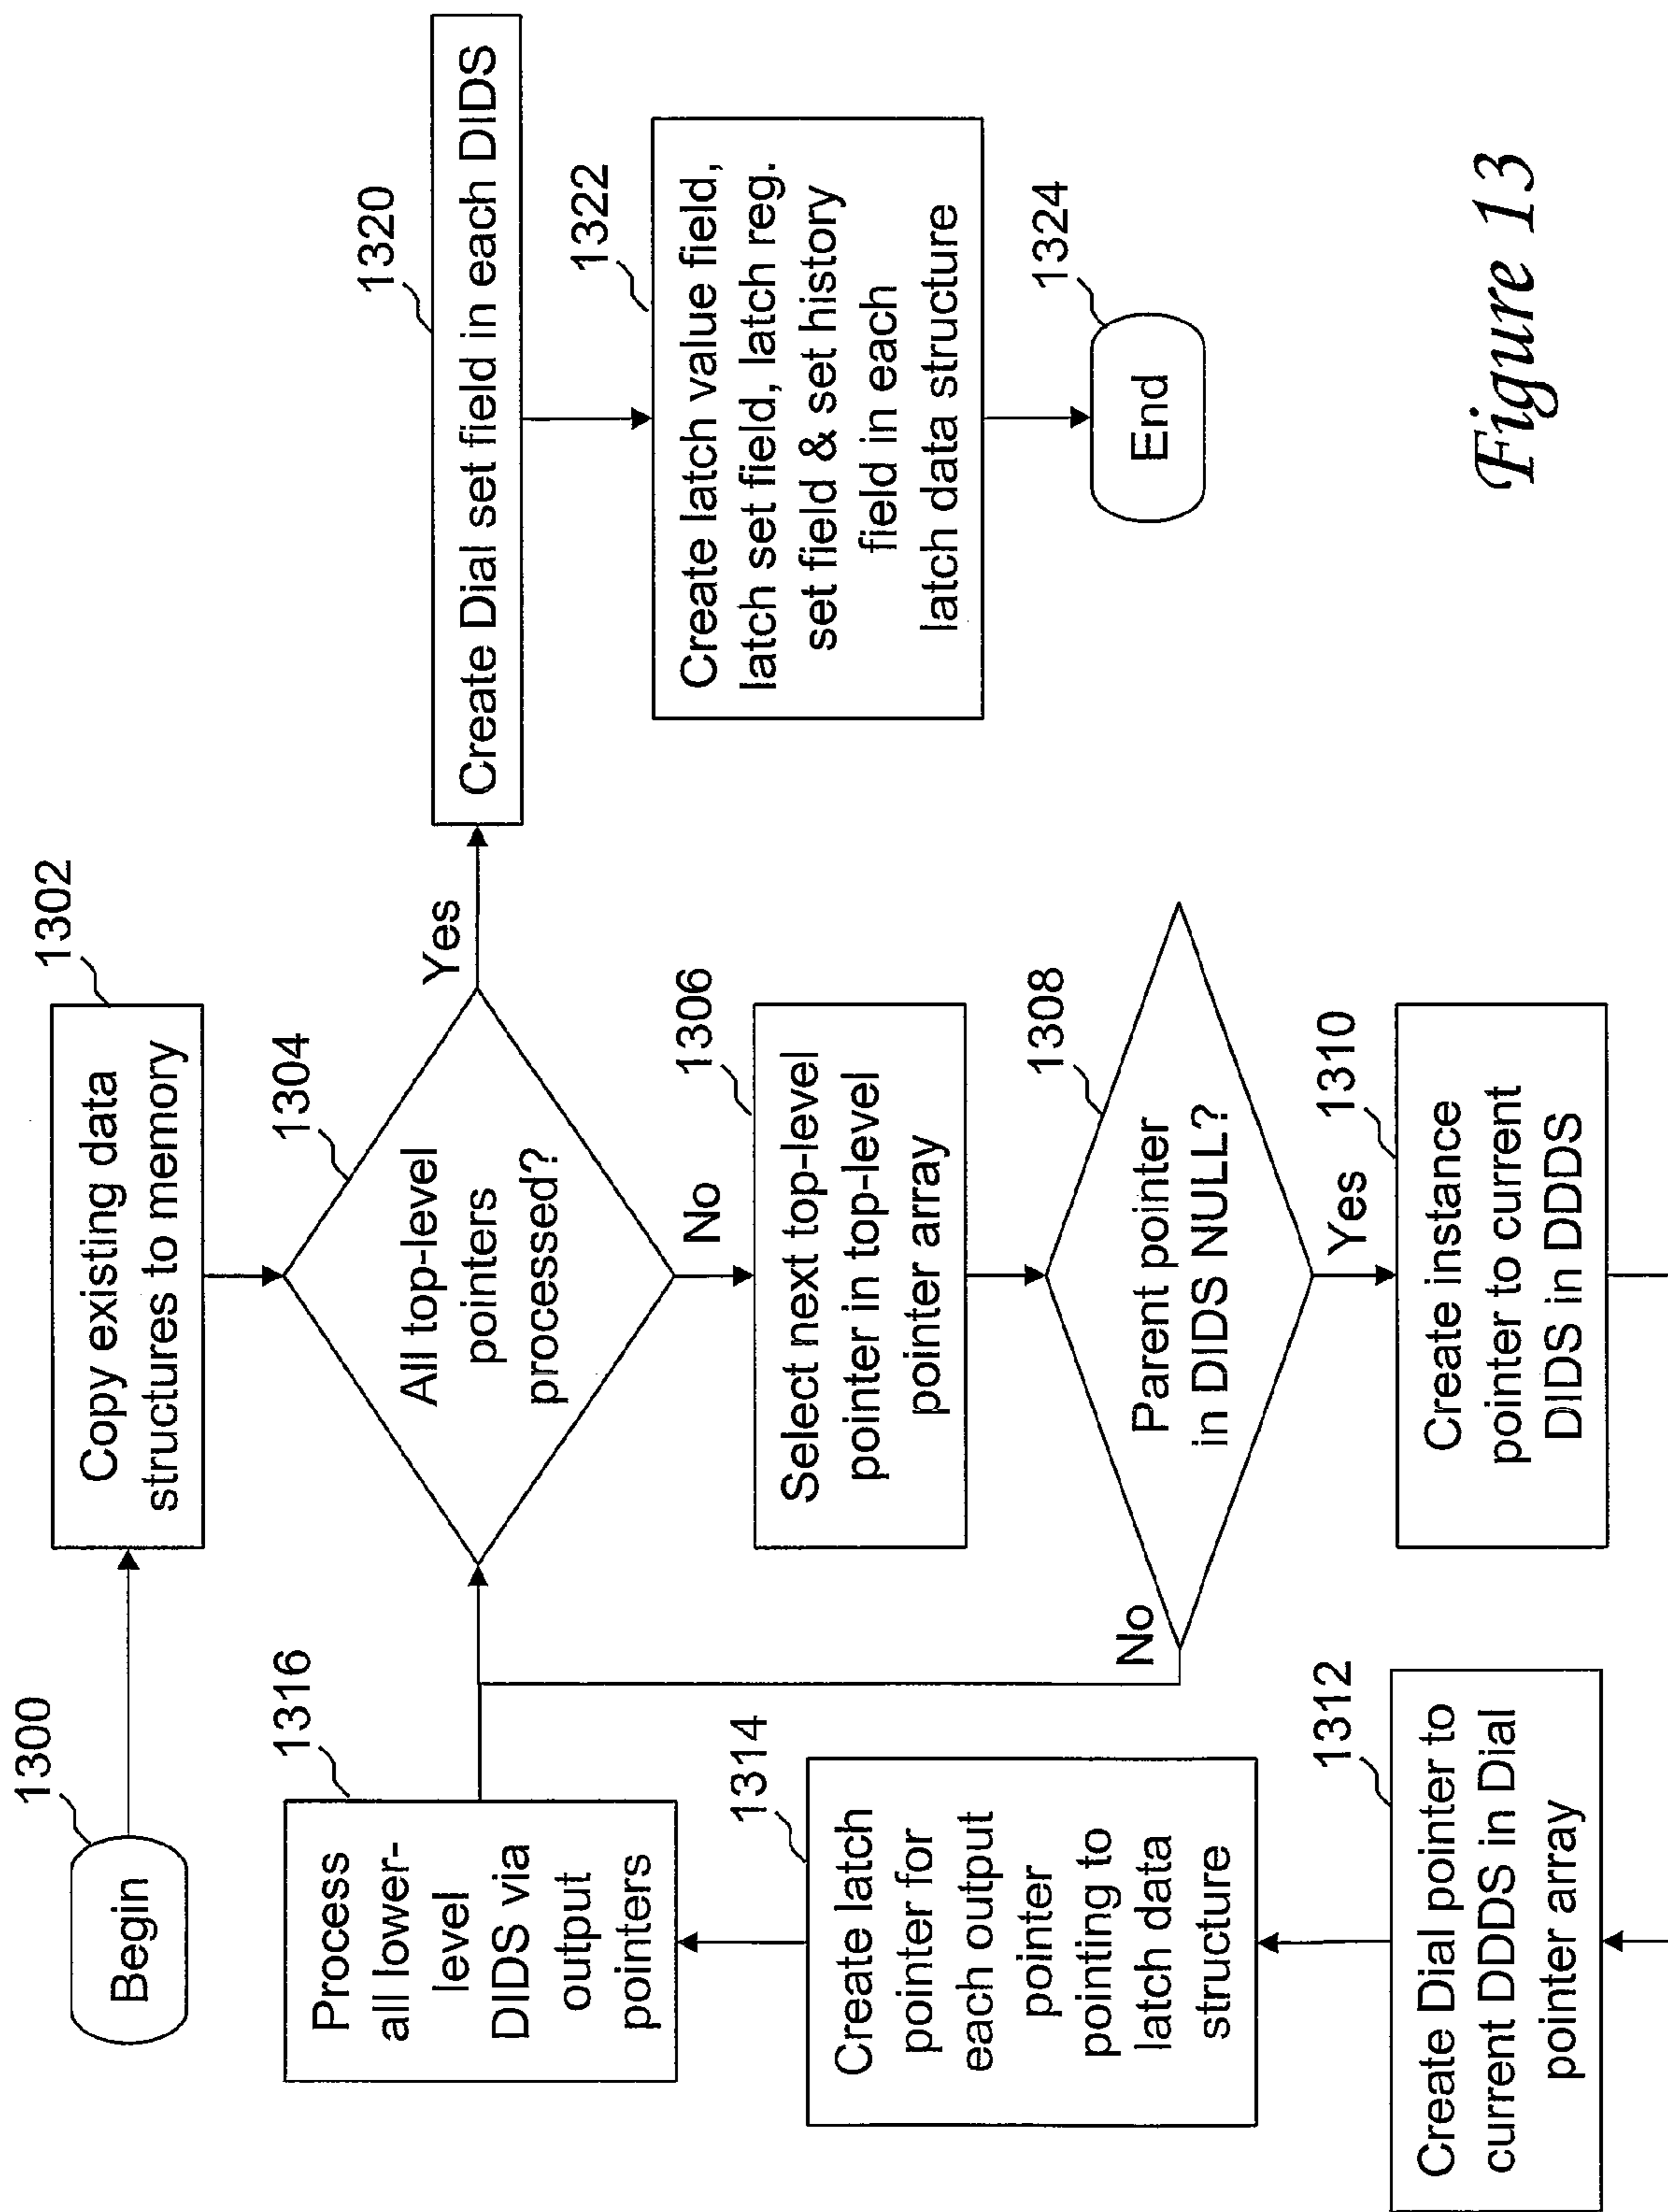 1300
Begin
1302
Copy existing data
structures to memory
1304
All top-level
pointers
processed?
Yes
No
1306
Select next top-level
pointer in top-level
pointer array
1308
Parent pointer
in DIDS NULL?
No
Yes
1310
Create instance
pointer to current
DIDS in DDDS
1312
Create Dial pointer to
current DDDS in Dial
pointer array
1314
Create latch
pointer for
each output
pointer
pointing to
latch data
structure
1316
Process
all lower-
level
DIDS via
output
pointers
1320
Create Dial set field in each DIDS
1322
Create latch value field,
latch set field, latch reg.
set field & set history
field in each
latch data structure
1324
End
Figure 13